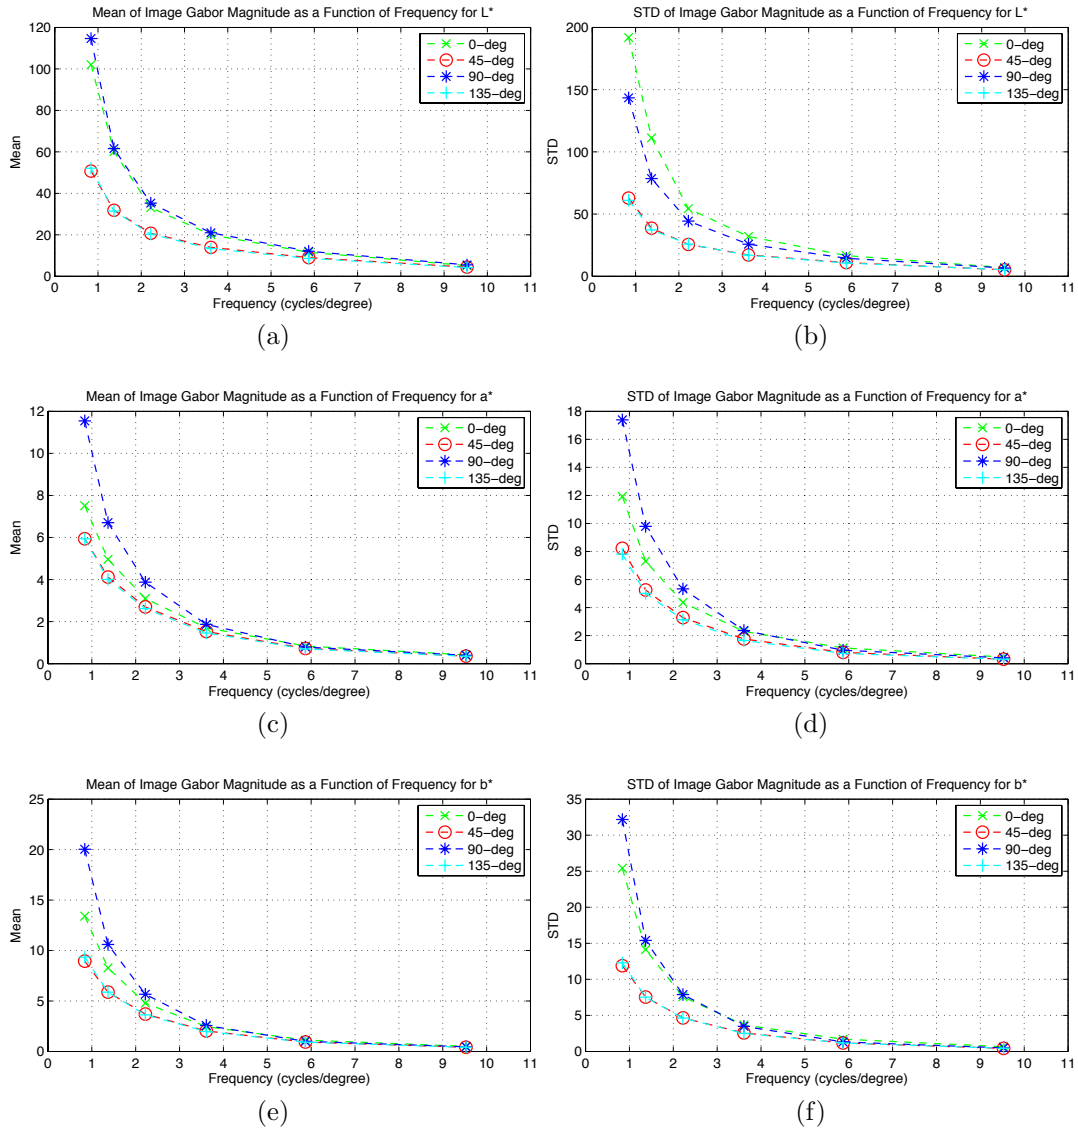 Mean of Image Gabor Magnitude as a Function of Frequency for L*
120
100
80
60
40
20
0
Mean
0 1 2 3 4 5 6 7 8 9 10 11
Frequency (cycles/degree)
0-deg
45-deg
90-deg
135-deg
(a)
STD of Image Gabor Magnitude as a Function of Frequency for L*
200
150
100
50
0
STD
0 1 2 3 4 5 6 7 8 9 10 11
Frequency (cycles/degree)
0-deg
45-deg
90-deg
135-deg
(b)
Mean of Image Gabor Magnitude as a Function of Frequency for a*
12
10
8
6
4
2
0
Mean
0 1 2 3 4 5 6 7 8 9 10 11
Frequency (cycles/degree)
0-deg
45-deg
90-deg
135-deg
(c)
STD of Image Gabor Magnitude as a Function of Frequency for a*
18
16
14
12
10
8
6
4
2
0
STD
0 1 2 3 4 5 6 7 8 9 10 11
Frequency (cycles/degree)
0-deg
45-deg
90-deg
135-deg
(d)
Mean of Image Gabor Magnitude as a Function of Frequency for b*
25
20
15
10
5
0
Mean
0 1 2 3 4 5 6 7 8 9 10 11
Frequency (cycles/degree)
0-deg
45-deg
90-deg
135-deg
(e)
STD of Image Gabor Magnitude as a Function of Frequency for b*
35
30
25
20
15
10
5
0
STD
0 1 2 3 4 5 6 7 8 9 10 11
Frequency (cycles/degree)
0-deg
45-deg
90-deg
135-deg
(f)